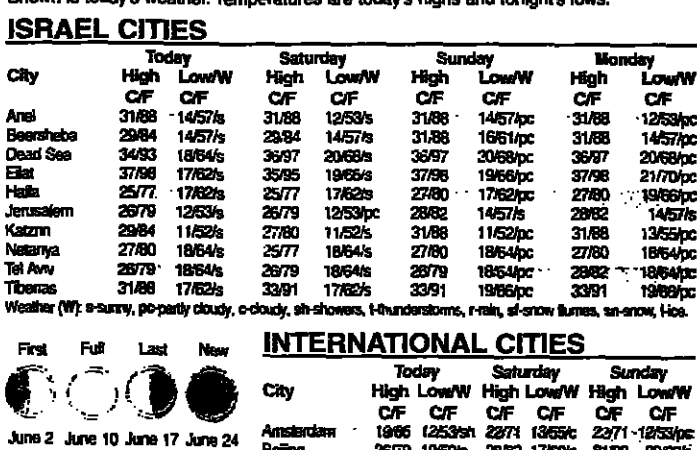 Shown is today's weather. Temperatures are today's highs and tonight's lows.
ISRAEL CITIES
Today Saturday Sunday Monday
City High Low/W High Low/W High Low/W High Low/W
C/F C/F C/F C/F C/F C/F C/F C/F
Ariel 31/88 14/57/s 31/88 12/53/s 31/88 14/57/pc 31/88 12/53/pc
Beersheba 29/84 14/57/s 29/84 14/57/s 31/88 16/61/pc 31/88 14/57/pc
Dead Sea 34/93 18/64/s 36/97 20/68/s 36/97 20/68/pc 36/97 20/68/pc
Eilat 37/98 17/62/s 35/95 19/66/s 37/98 19/66/pc 37/98 21/70/pc
Haifa 25/77 17/62/s 25/77 17/62/s 27/80 17/62/pc 27/80 19/66/pc
Jerusalem 26/79 12/53/s 26/79 12/53/pc 28/82 14/57/s 28/82 14/57/s
Katzrin 29/84 11/52/s 27/80 11/52/s 31/88 11/52/pc 31/88 13/55/pc
Netanya 27/80 18/64/s 25/77 18/64/s 27/80 18/64/pc 27/80 18/64/pc
Tel Aviv 26/79 18/64/s 26/79 18/64/s 26/79 18/64/pc 28/82 18/64/pc
Tiberias 31/88 17/62/s 33/91 17/62/s 33/91 19/66/pc 33/91 19/66/pc
Weather (W): s-sunny, pc-partly cloudy, c-cloudy, sh-showers, t-thunderstorms, r-rain, sf-snow flurries, sn-snow, i-ice.
First Full Last New
June 2 June 10 June 17 June 24
INTERNATIONAL CITIES
Today Saturday Sunday
City High Low/W High Low/W High Low/W
C/F C/F C/F C/F C/F C/F
Amsterdam 19/66 12/53/sh 22/71 13/55/c 22/71 12/53/pc
Beijing